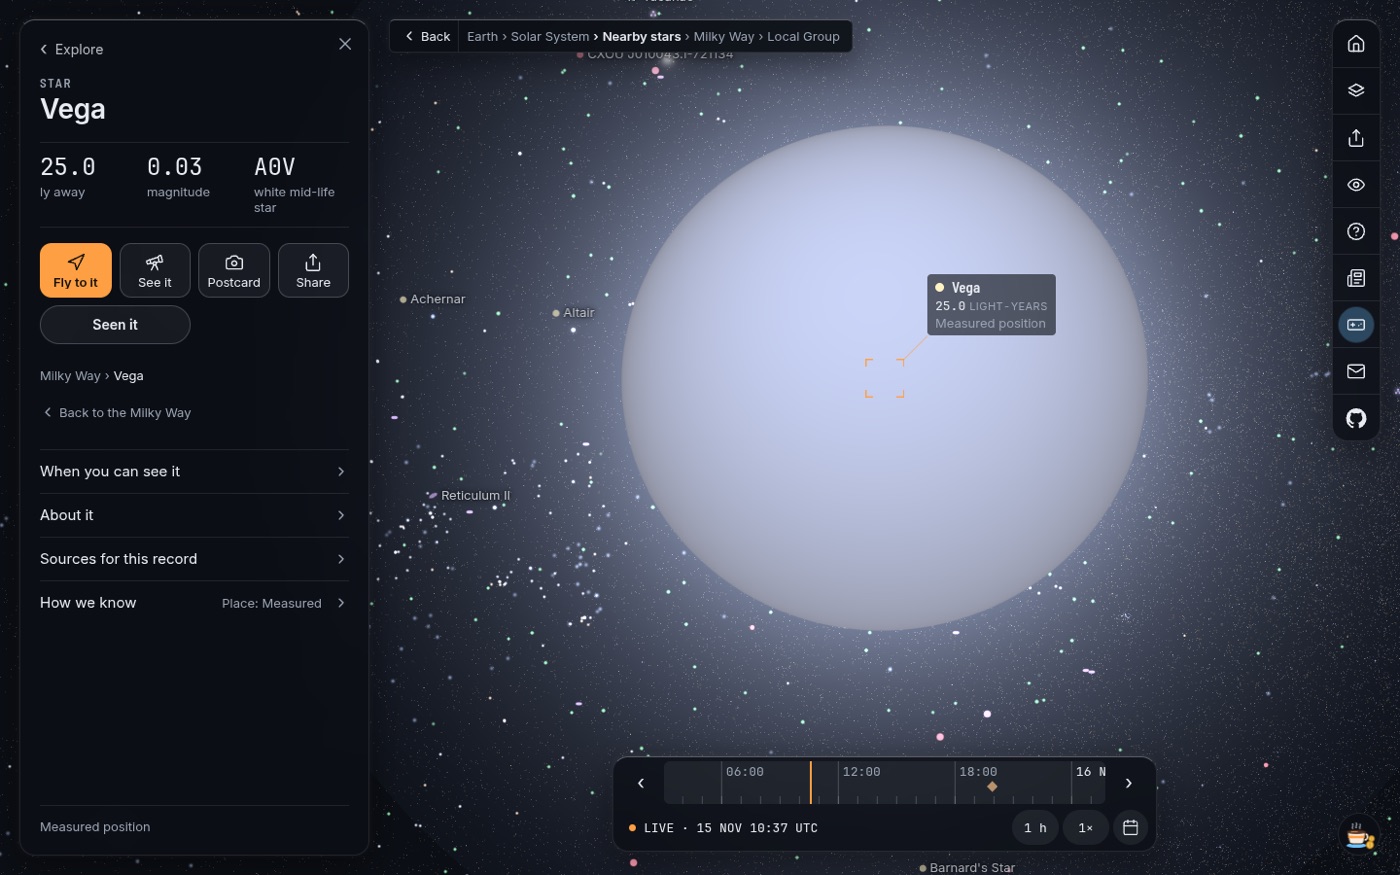 Explore
STAR
Vega
25.0
ly away
0.03
magnitude
A0V
white mid-life
star
Fly to it
See it
Postcard
Share
Seen it
Milky Way › Vega
Back to the Milky Way
When you can see it
About it
Sources for this record
How we know
Place: Measured
Measured position
Back
Earth › Solar System › Nearby stars › Milky Way › Local Group
CXOU J010043.1-721134
Achernar
Altair
Vega
25.0 LIGHT-YEARS
Measured position
Reticulum II
06:00
12:00
18:00
16 N
LIVE · 15 NOV 10:37 UTC
1 h
1×
Barnard's Star